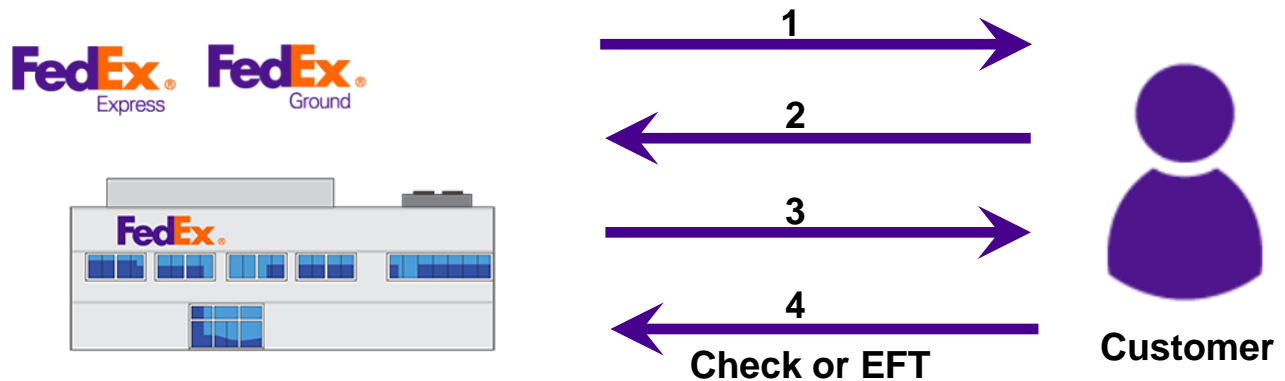 1
FedEx® Express
FedEx® Ground
2
3
FedEx®
4
Check or EFT
Customer